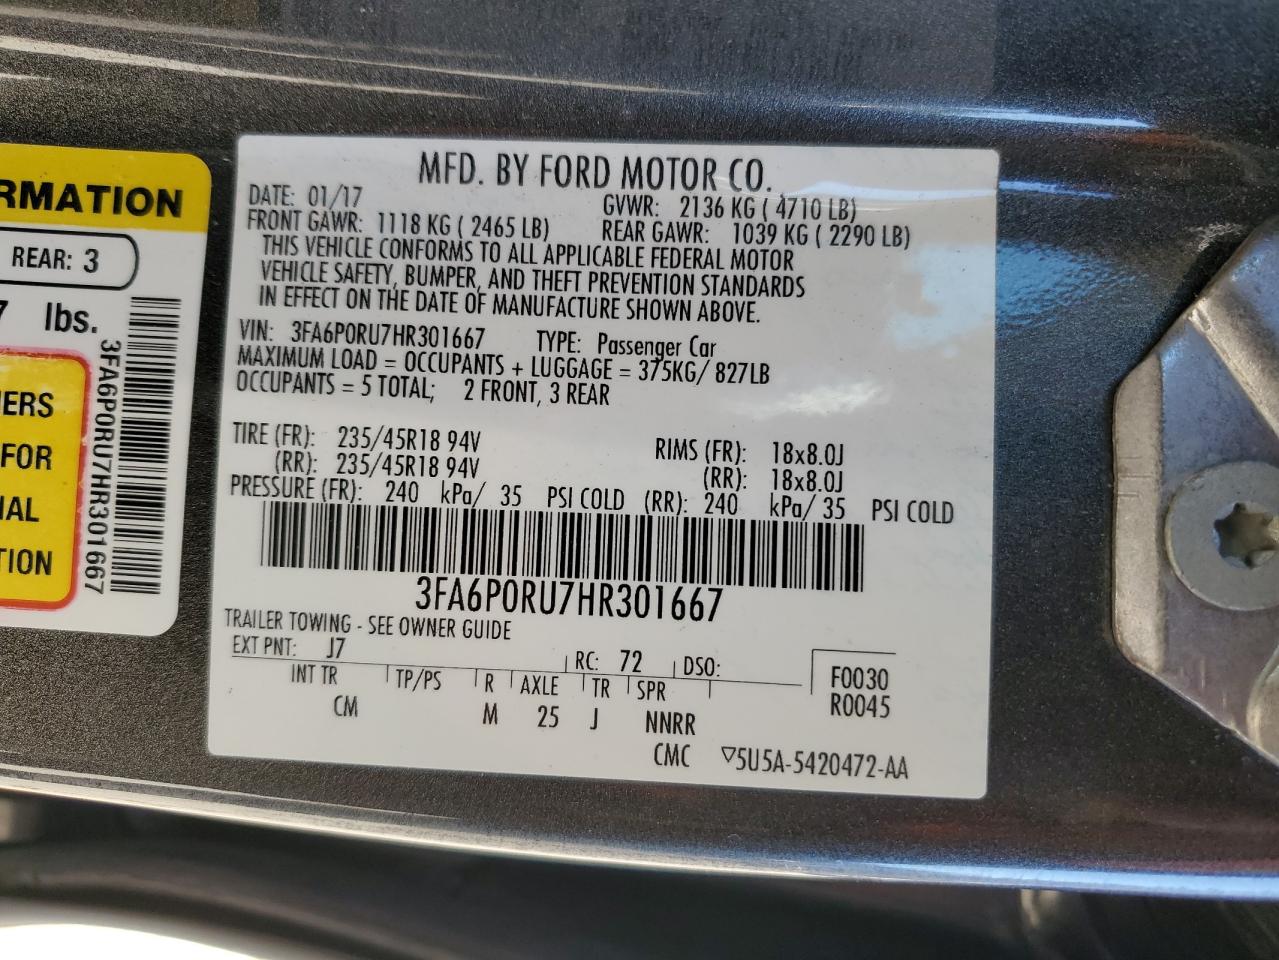 RMATION
REAR: 3
7 lbs.
3FA6P0RU7HR301667
IERS
FOR
IAL
TION
MFD. BY FORD MOTOR CO.
DATE: 01/17 GVWR: 2136 KG ( 4710 LB)
FRONT GAWR: 1118 KG ( 2465 LB) REAR GAWR: 1039 KG ( 2290 LB)
THIS VEHICLE CONFORMS TO ALL APPLICABLE FEDERAL MOTOR
VEHICLE SAFETY, BUMPER, AND THEFT PREVENTION STANDARDS
IN EFFECT ON THE DATE OF MANUFACTURE SHOWN ABOVE.
VIN: 3FA6P0RU7HR301667 TYPE: Passenger Car
MAXIMUM LOAD = OCCUPANTS + LUGGAGE = 375KG/ 827LB
OCCUPANTS = 5 TOTAL; 2 FRONT, 3 REAR
TIRE (FR): 235/45R18 94V RIMS (FR): 18x8.0J
(RR): 235/45R18 94V (RR): 18x8.0J
PRESSURE (FR): 240 kPa/ 35 PSI COLD (RR): 240 kPa/ 35 PSI COLD
3FA6P0RU7HR301667
TRAILER TOWING - SEE OWNER GUIDE
EXT PNT: J7 RC: 72 DSO:
INT TR TP/PS R AXLE TR SPR F0030
CM M 25 J NNRR R0045
CMC ▽5U5A-5420472-AA